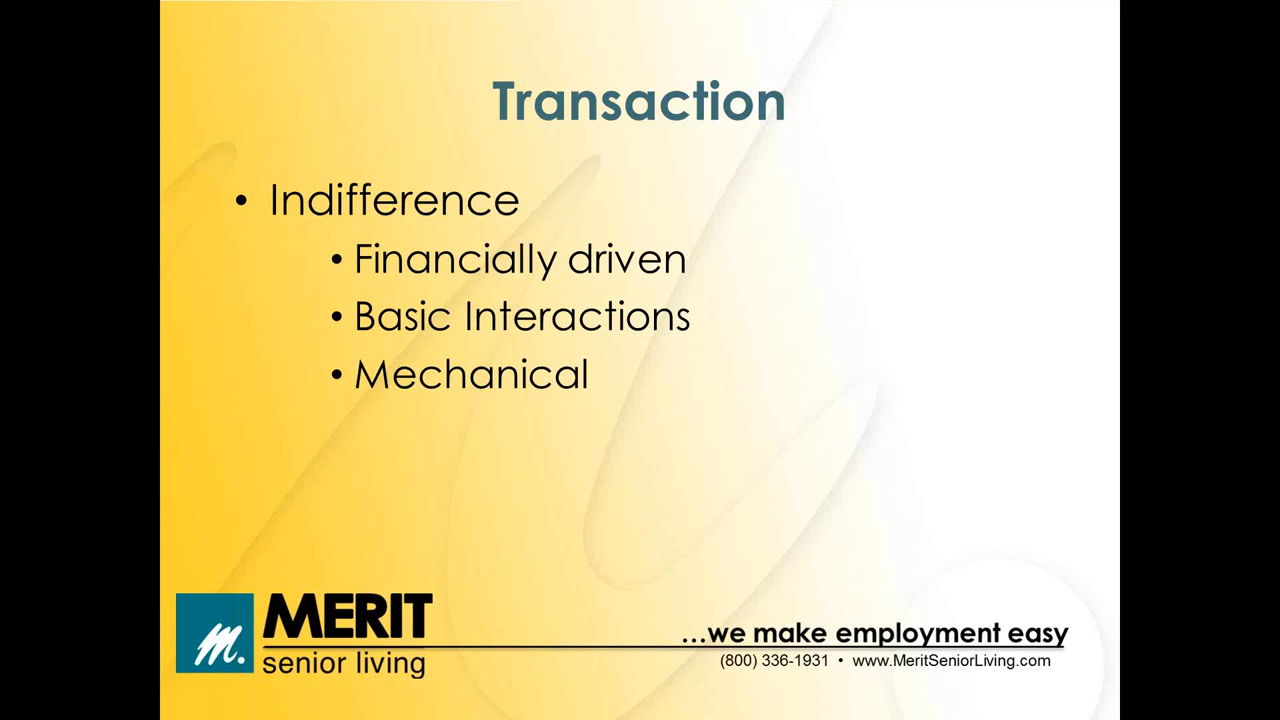 Transaction
• Indifference
• Financially driven
• Basic Interactions
• Mechanical
m.
MERIT
senior living
...we make employment easy
(800) 336-1931 • www.MeritSeniorLiving.com